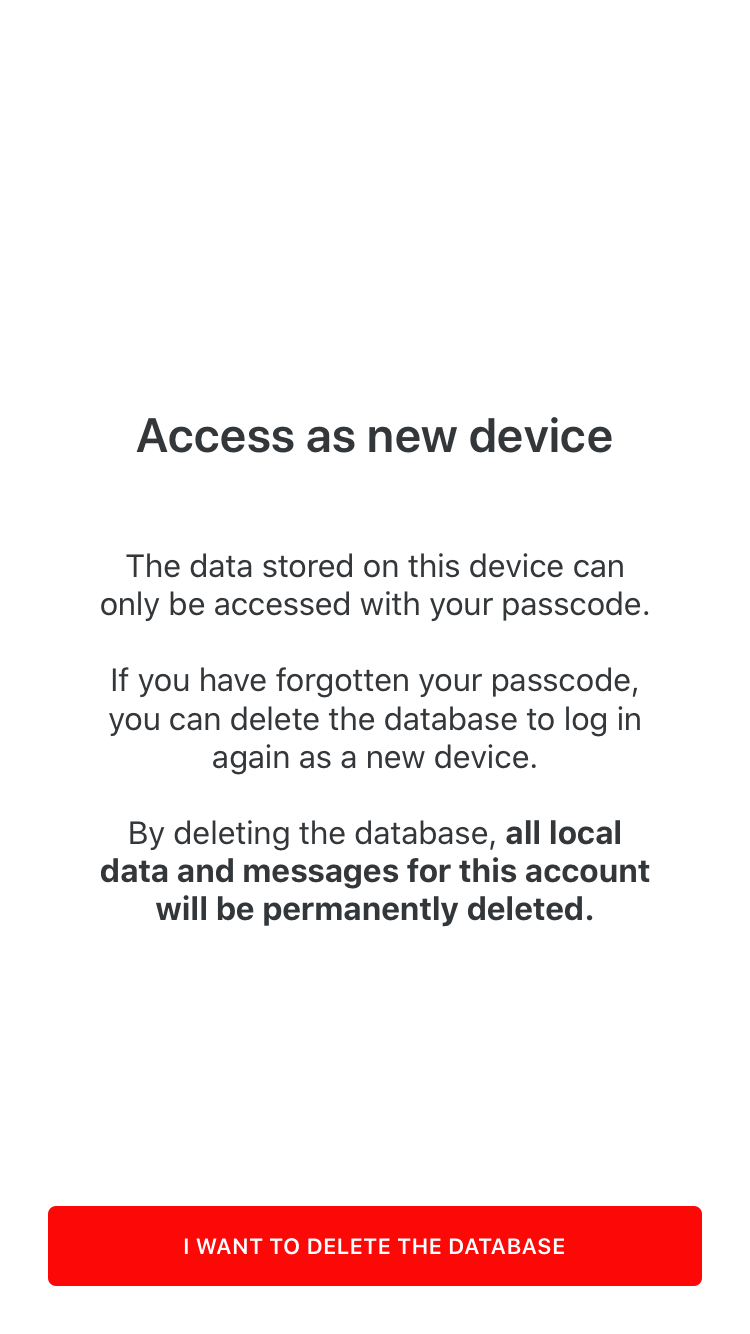 Access as new device
The data stored on this device can
only be accessed with your passcode.
If you have forgotten your passcode,
you can delete the database to log in
again as a new device.
By deleting the database, all local
data and messages for this account
will be permanently deleted.
I WANT TO DELETE THE DATABASE